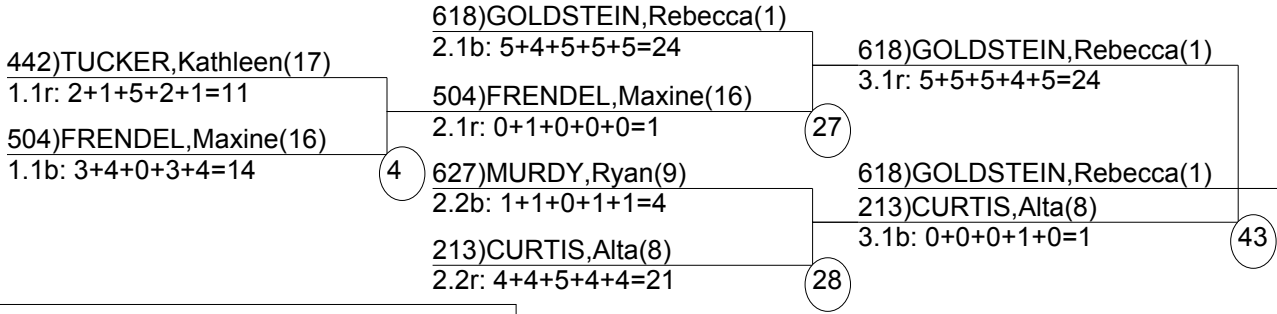 618)GOLDSTEIN,Rebecca(1)
2.1b: 5+4+5+5+5=24
442)TUCKER,Kathleen(17)
1.1r: 2+1+5+2+1=11
618)GOLDSTEIN,Rebecca(1)
3.1r: 5+5+5+4+5=24
504)FRENDEL,Maxine(16)
2.1r: 0+1+0+0+0=1
27
504)FRENDEL,Maxine(16)
1.1b: 3+4+0+3+4=14
4
627)MURDY,Ryan(9)
2.2b: 1+1+0+1+1=4
618)GOLDSTEIN,Rebecca(1)
213)CURTIS,Alta(8)
3.1b: 0+0+0+1+0=1
43
213)CURTIS,Alta(8)
2.2r: 4+4+5+4+4=21
28